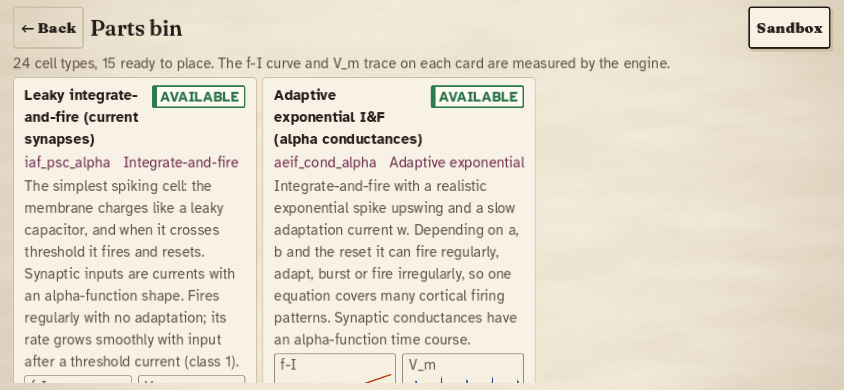 ← Back Parts bin Sandbox
24 cell types, 15 ready to place. The f-I curve and V_m trace on each card are measured by the engine.
Leaky integrate-
and-fire (current
synapses)
AVAILABLE
iaf_psc_alpha Integrate-and-fire
The simplest spiking cell: the
membrane charges like a leaky
capacitor, and when it crosses
threshold it fires and resets.
Synaptic inputs are currents with
an alpha-function shape. Fires
regularly with no adaptation; its
rate grows smoothly with input
after a threshold current (class 1).
Adaptive
exponential I&F
(alpha conductances)
AVAILABLE
aeif_cond_alpha Adaptive exponential
Integrate-and-fire with a realistic
exponential spike upswing and a slow
adaptation current w. Depending on a,
b and the reset it can fire regularly,
adapt, burst or fire irregularly, so one
equation covers many cortical firing
patterns. Synaptic conductances have
an alpha-function time course.
f-I V_m